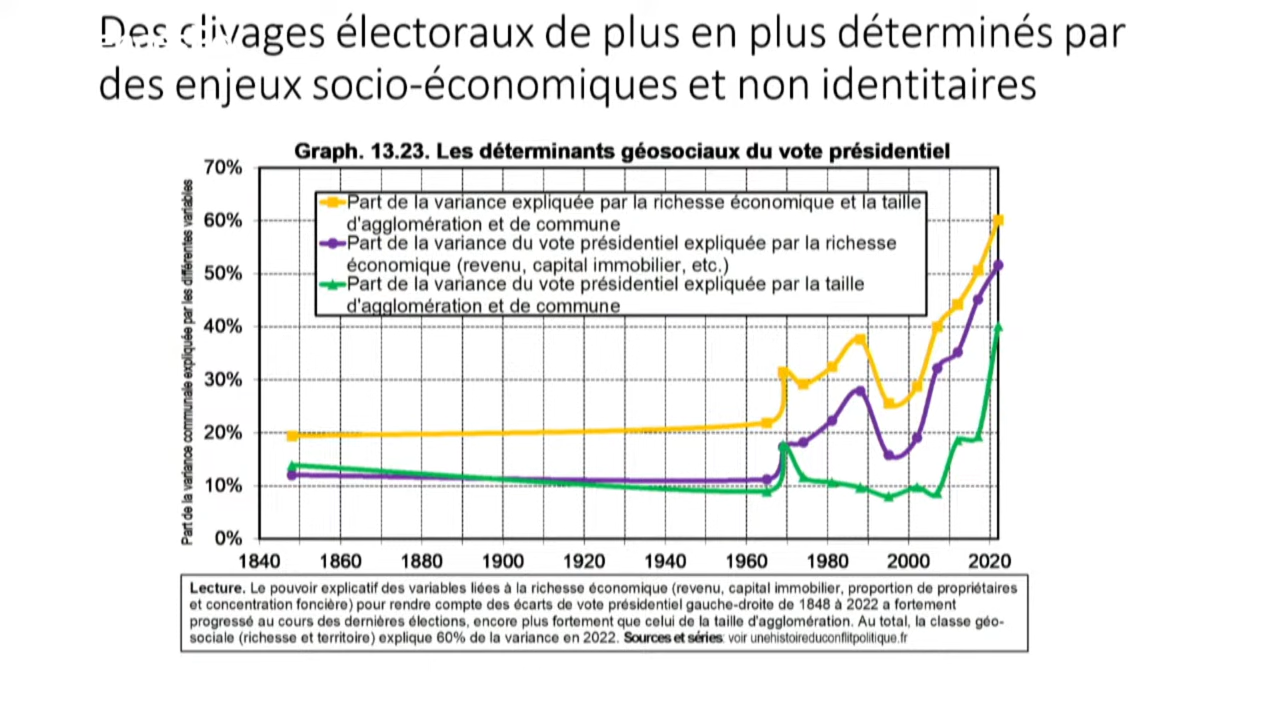 Des clivages électoraux de plus en plus déterminés par
des enjeux socio-économiques et non identitaires
Graph. 13.23. Les déterminants géosociaux du vote présidentiel
Part de la variance communale expliquée par les différentes variables
70%
60%
50%
40%
30%
20%
10%
0%
Part de la variance expliquée par la richesse économique et la taille
d'agglomération et de commune
Part de la variance du vote présidentiel expliquée par la richesse
économique (revenu, capital immobilier, etc.)
Part de la variance du vote présidentiel expliquée par la taille
d'agglomération et de commune
1840 1860 1880 1900 1920 1940 1960 1980 2000 2020
Lecture. Le pouvoir explicatif des variables liées à la richesse économique (revenu, capital immobilier, proportion de propriétaires
et concentration foncière) pour rendre compte des écarts de vote présidentiel gauche-droite de 1848 à 2022 a fortement
progressé au cours des dernières élections, encore plus fortement que celui de la taille d'agglomération. Au total, la classe géo-
sociale (richesse et territoire) explique 60% de la variance en 2022. Sources et séries: voir unehistoireduconflitpolitique.fr